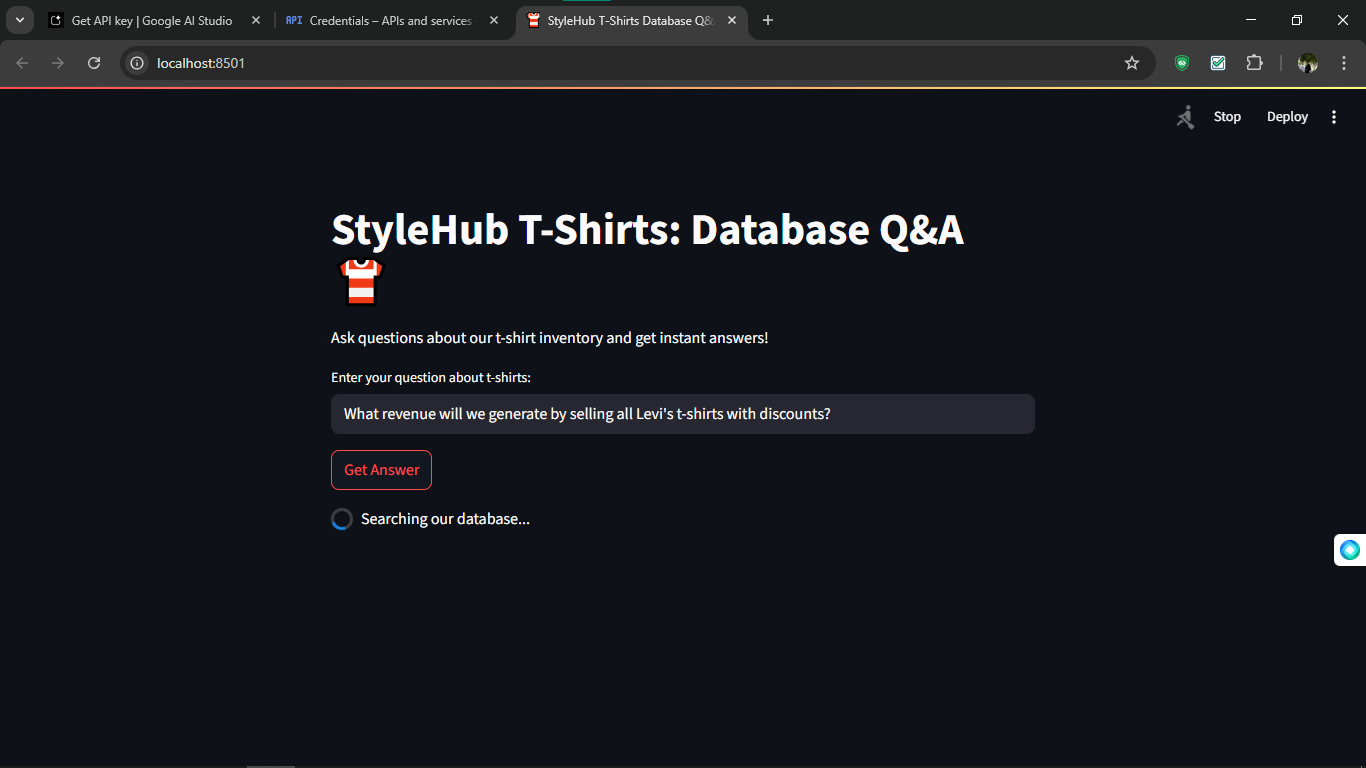 Get API key | Google AI Studio
API Credentials – APIs and services
StyleHub T-Shirts Database Q&
localhost:8501
Stop Deploy
StyleHub T-Shirts: Database Q&A
Ask questions about our t-shirt inventory and get instant answers!
Enter your question about t-shirts:
What revenue will we generate by selling all Levi's t-shirts with discounts?
Get Answer
Searching our database...